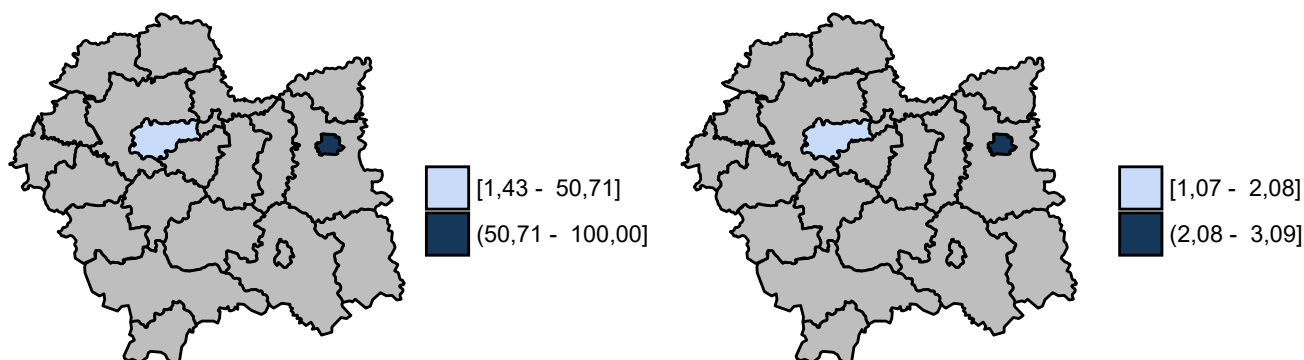 [1,43 - 50,71]
(50,71 - 100,00]
[1,07 - 2,08]
(2,08 - 3,09]